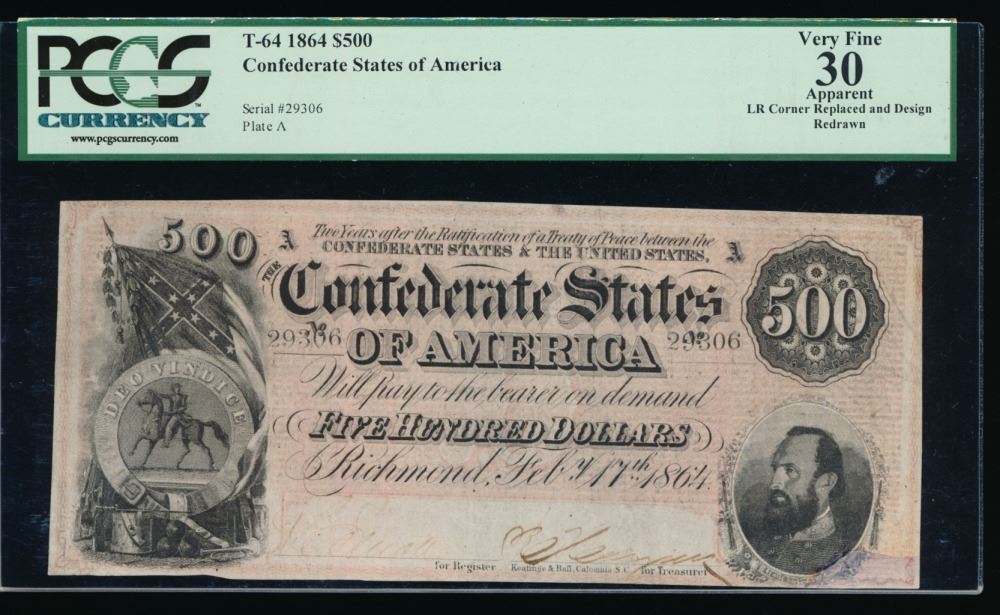 PCGS
CURRENCY
www.pcgscurrency.com
T-64 1864 $500
Confederate States of America
Serial #29306
Plate A
Very Fine
30
Apparent
LR Corner Replaced and Design
Redrawn
500
A
Two Years after the Ratification of a Treaty of Peace between the
CONFEDERATE STATES & THE UNITED STATES,
A
THE
Confederate States
500
29306
No
OF AMERICA
29306
No
Will pay to the bearer on demand
DEO VINDICE
FIVE HUNDRED DOLLARS
Richmond, Feby. 17th 1864.
for Register
Keatinge & Ball, Columbia S.C.
for Treasurer